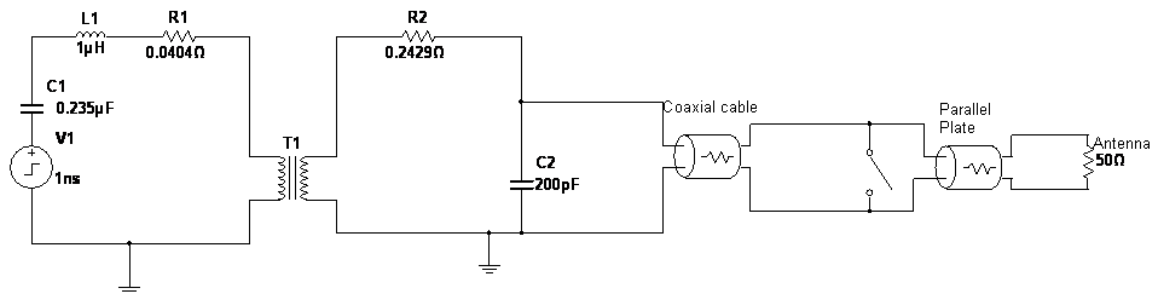 L1
1µH
R1
0.0404Ω
R2
0.2429Ω
C1
0.235µF
V1
1ns
T1
C2
200pF
Coaxial cable
Parallel
Plate
Antenna
50Ω